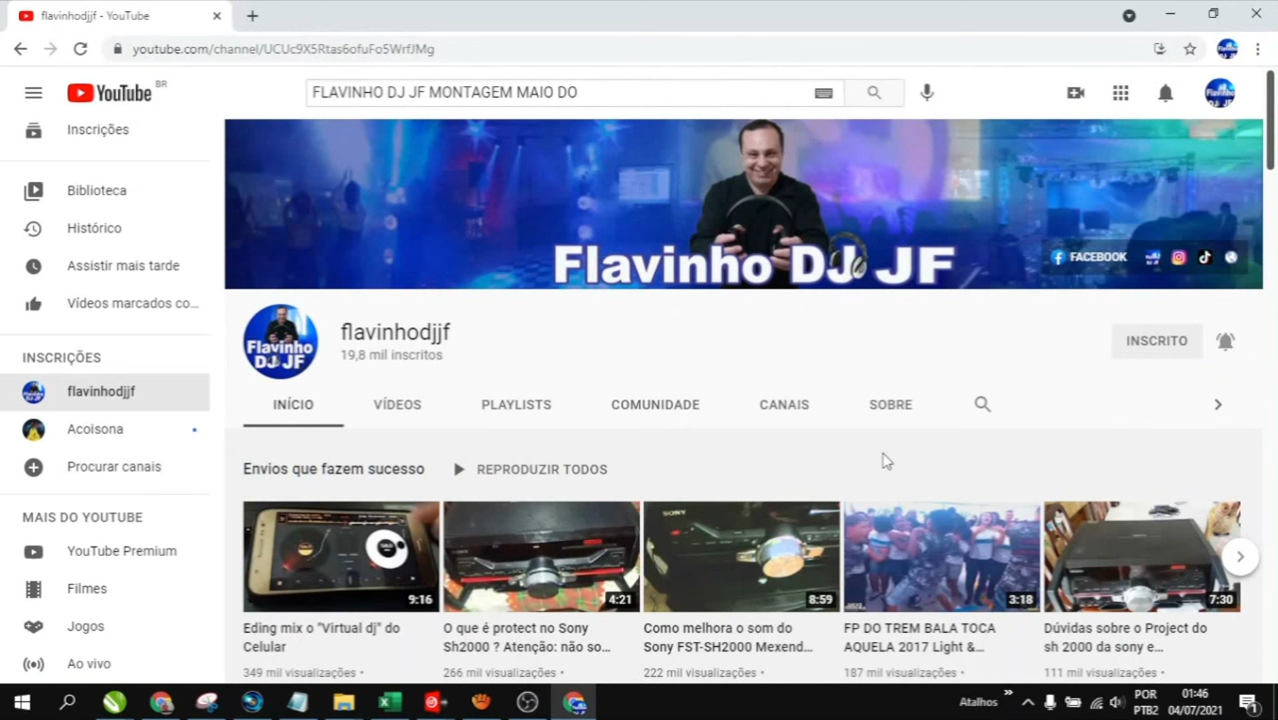 flavinhodjjf - YouTube
youtube.com/channel/UCUc9X5Rtas6ofuFo5WrfJMg
YouTube BR
FLAVINHO DJ JF MONTAGEM MAIO DO
Flavinho
Inscrições
Biblioteca
Histórico
Assistir mais tarde
Vídeos marcados co...
INSCRIÇÕES
flavinhodjjf
Acoisona
Procurar canais
MAIS DO YOUTUBE
YouTube Premium
Filmes
Jogos
Ao vivo
Flavinho DJ JF
FACEBOOK
Flavinho
DJ JF
flavinhodjjf
19,8 mil inscritos
INSCRITO
INÍCIO VÍDEOS PLAYLISTS COMUNIDADE CANAIS SOBRE
Envios que fazem sucesso REPRODUZIR TODOS
SONY
9:16 4:21 8:59 3:18 7:30
Eding mix o "Virtual dj" do
Celular
349 mil visualizações •
O que é protect no Sony
Sh2000 ? Atenção: não so...
266 mil visualizações •
Como melhora o som do
Sony FST-SH2000 Mexend...
222 mil visualizações •
FP DO TREM BALA TOCA
AQUELA 2017 Light &...
187 mil visualizações •
Dúvidas sobre o Project do
sh 2000 da sony e...
111 mil visualizações •
Atalhos
POR
PTB2
01:46
04/07/2021
1